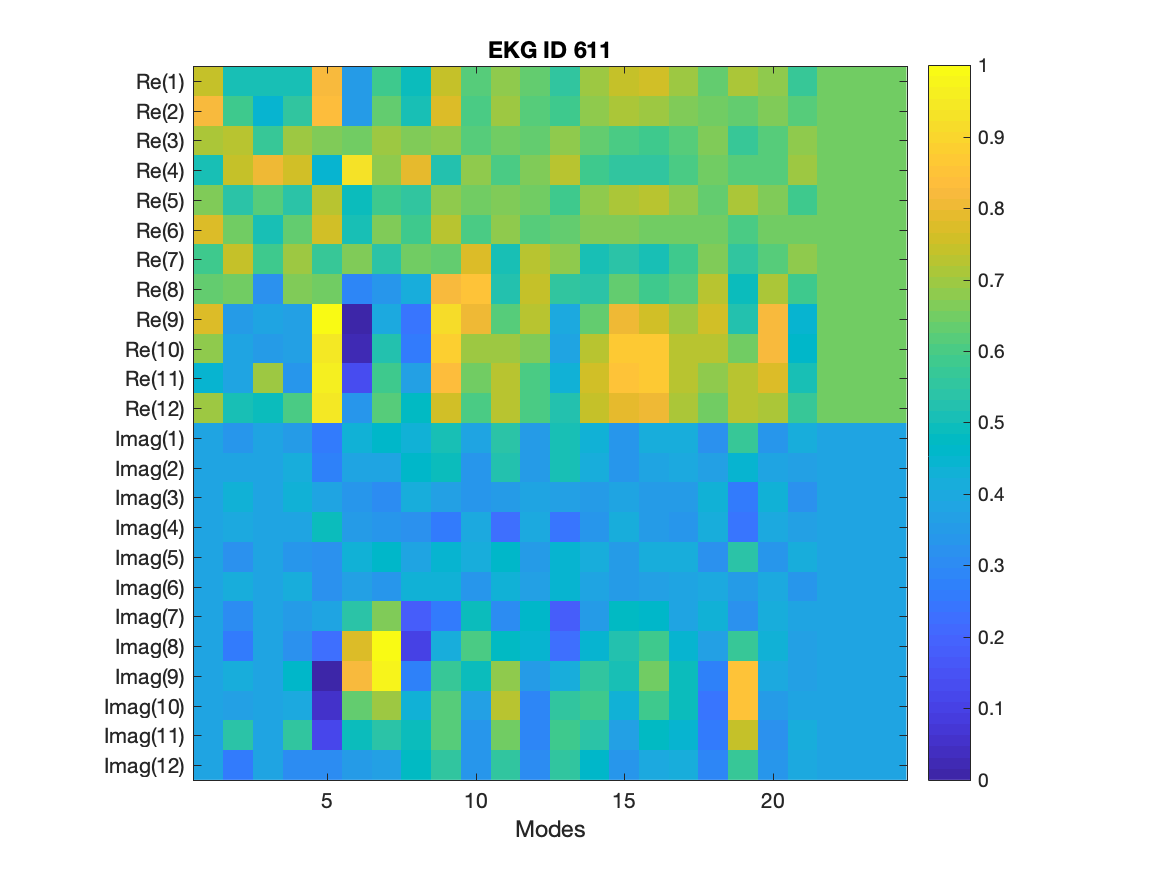 EKG ID 611
Re(1)
Re(2)
Re(3)
Re(4)
Re(5)
Re(6)
Re(7)
Re(8)
Re(9)
Re(10)
Re(11)
Re(12)
Imag(1)
Imag(2)
Imag(3)
Imag(4)
Imag(5)
Imag(6)
Imag(7)
Imag(8)
Imag(9)
Imag(10)
Imag(11)
Imag(12)
5 10 15 20
Modes
1
0.9
0.8
0.7
0.6
0.5
0.4
0.3
0.2
0.1
0